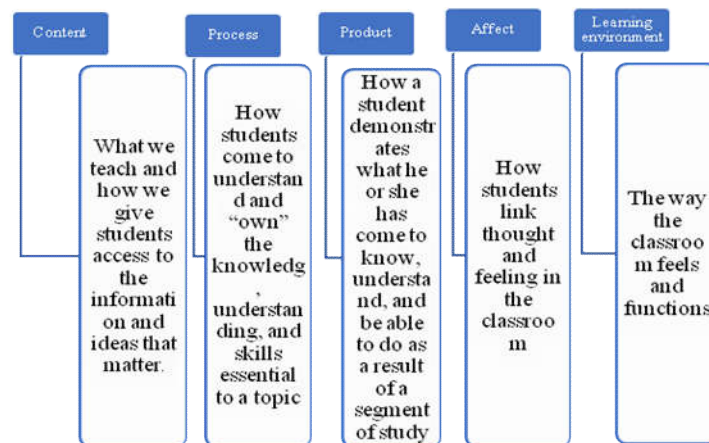 Content
What we
teach and
how we
give
students
access to
the
informati
on and
ideas that
matter.
Process
How
students
come to
understan
d and
“own”
the
knowledg
,
understan
ding, and
skills
essential
to a topic
Product
How a
student
demonstr
ates
what he
or she
has
come to
know,
understa
nd, and
be able
to do as
a result
of a
segment
of study
Affect
How
students
link
thought
and
feeling in
the
classroo
m
Learning
environment
The way
the
classroo
m feels
and
functions